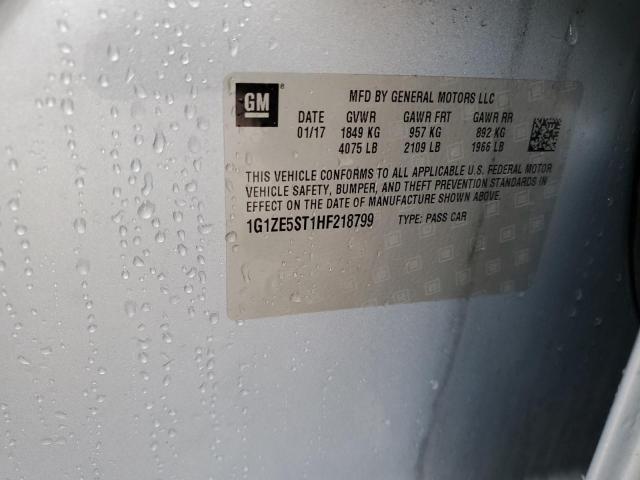 GM ®
MFD BY GENERAL MOTORS LLC
DATE GVWR GAWR FRT GAWR RR
01/17 1849 KG 957 KG 892 KG
4075 LB 2109 LB 1966 LB
THIS VEHICLE CONFORMS TO ALL APPLICABLE U.S. FEDERAL MOTOR
VEHICLE SAFETY, BUMPER, AND THEFT PREVENTION STANDARDS IN
EFFECT ON THE DATE OF MANUFACTURE SHOWN ABOVE.
1G1ZE5ST1HF218799 TYPE: PASS CAR